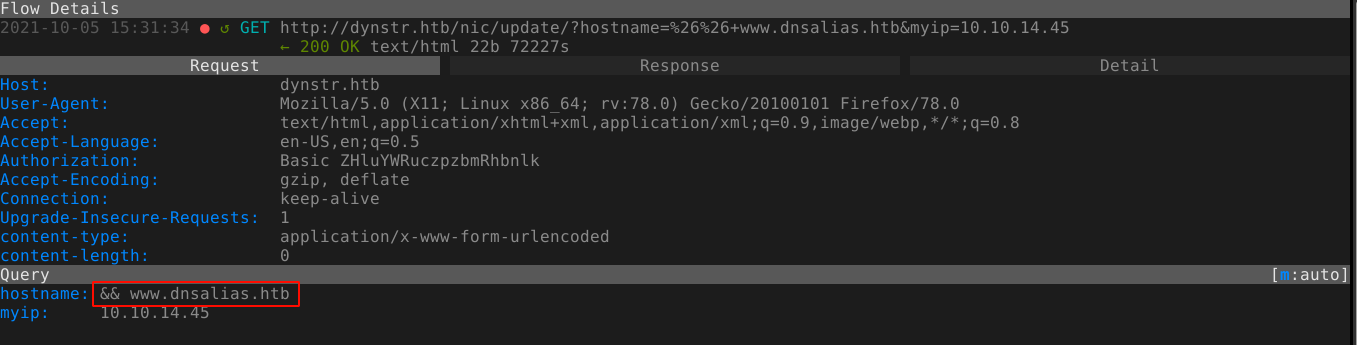 Flow Details
2021-10-05 15:31:34 ● ↺ GET http://dynstr.htb/nic/update/?hostname=%26%26+www.dnsalias.htb&myip=10.10.14.45
← 200 OK text/html 22b 72227s
Request Response Detail
Host: dynstr.htb
User-Agent: Mozilla/5.0 (X11; Linux x86_64; rv:78.0) Gecko/20100101 Firefox/78.0
Accept: text/html,application/xhtml+xml,application/xml;q=0.9,image/webp,*/*;q=0.8
Accept-Language: en-US,en;q=0.5
Authorization: Basic ZHluYWRuczpzbmRhbnlk
Accept-Encoding: gzip, deflate
Connection: keep-alive
Upgrade-Insecure-Requests: 1
content-type: application/x-www-form-urlencoded
content-length: 0
Query [m:auto]
hostname: && www.dnsalias.htb
myip: 10.10.14.45